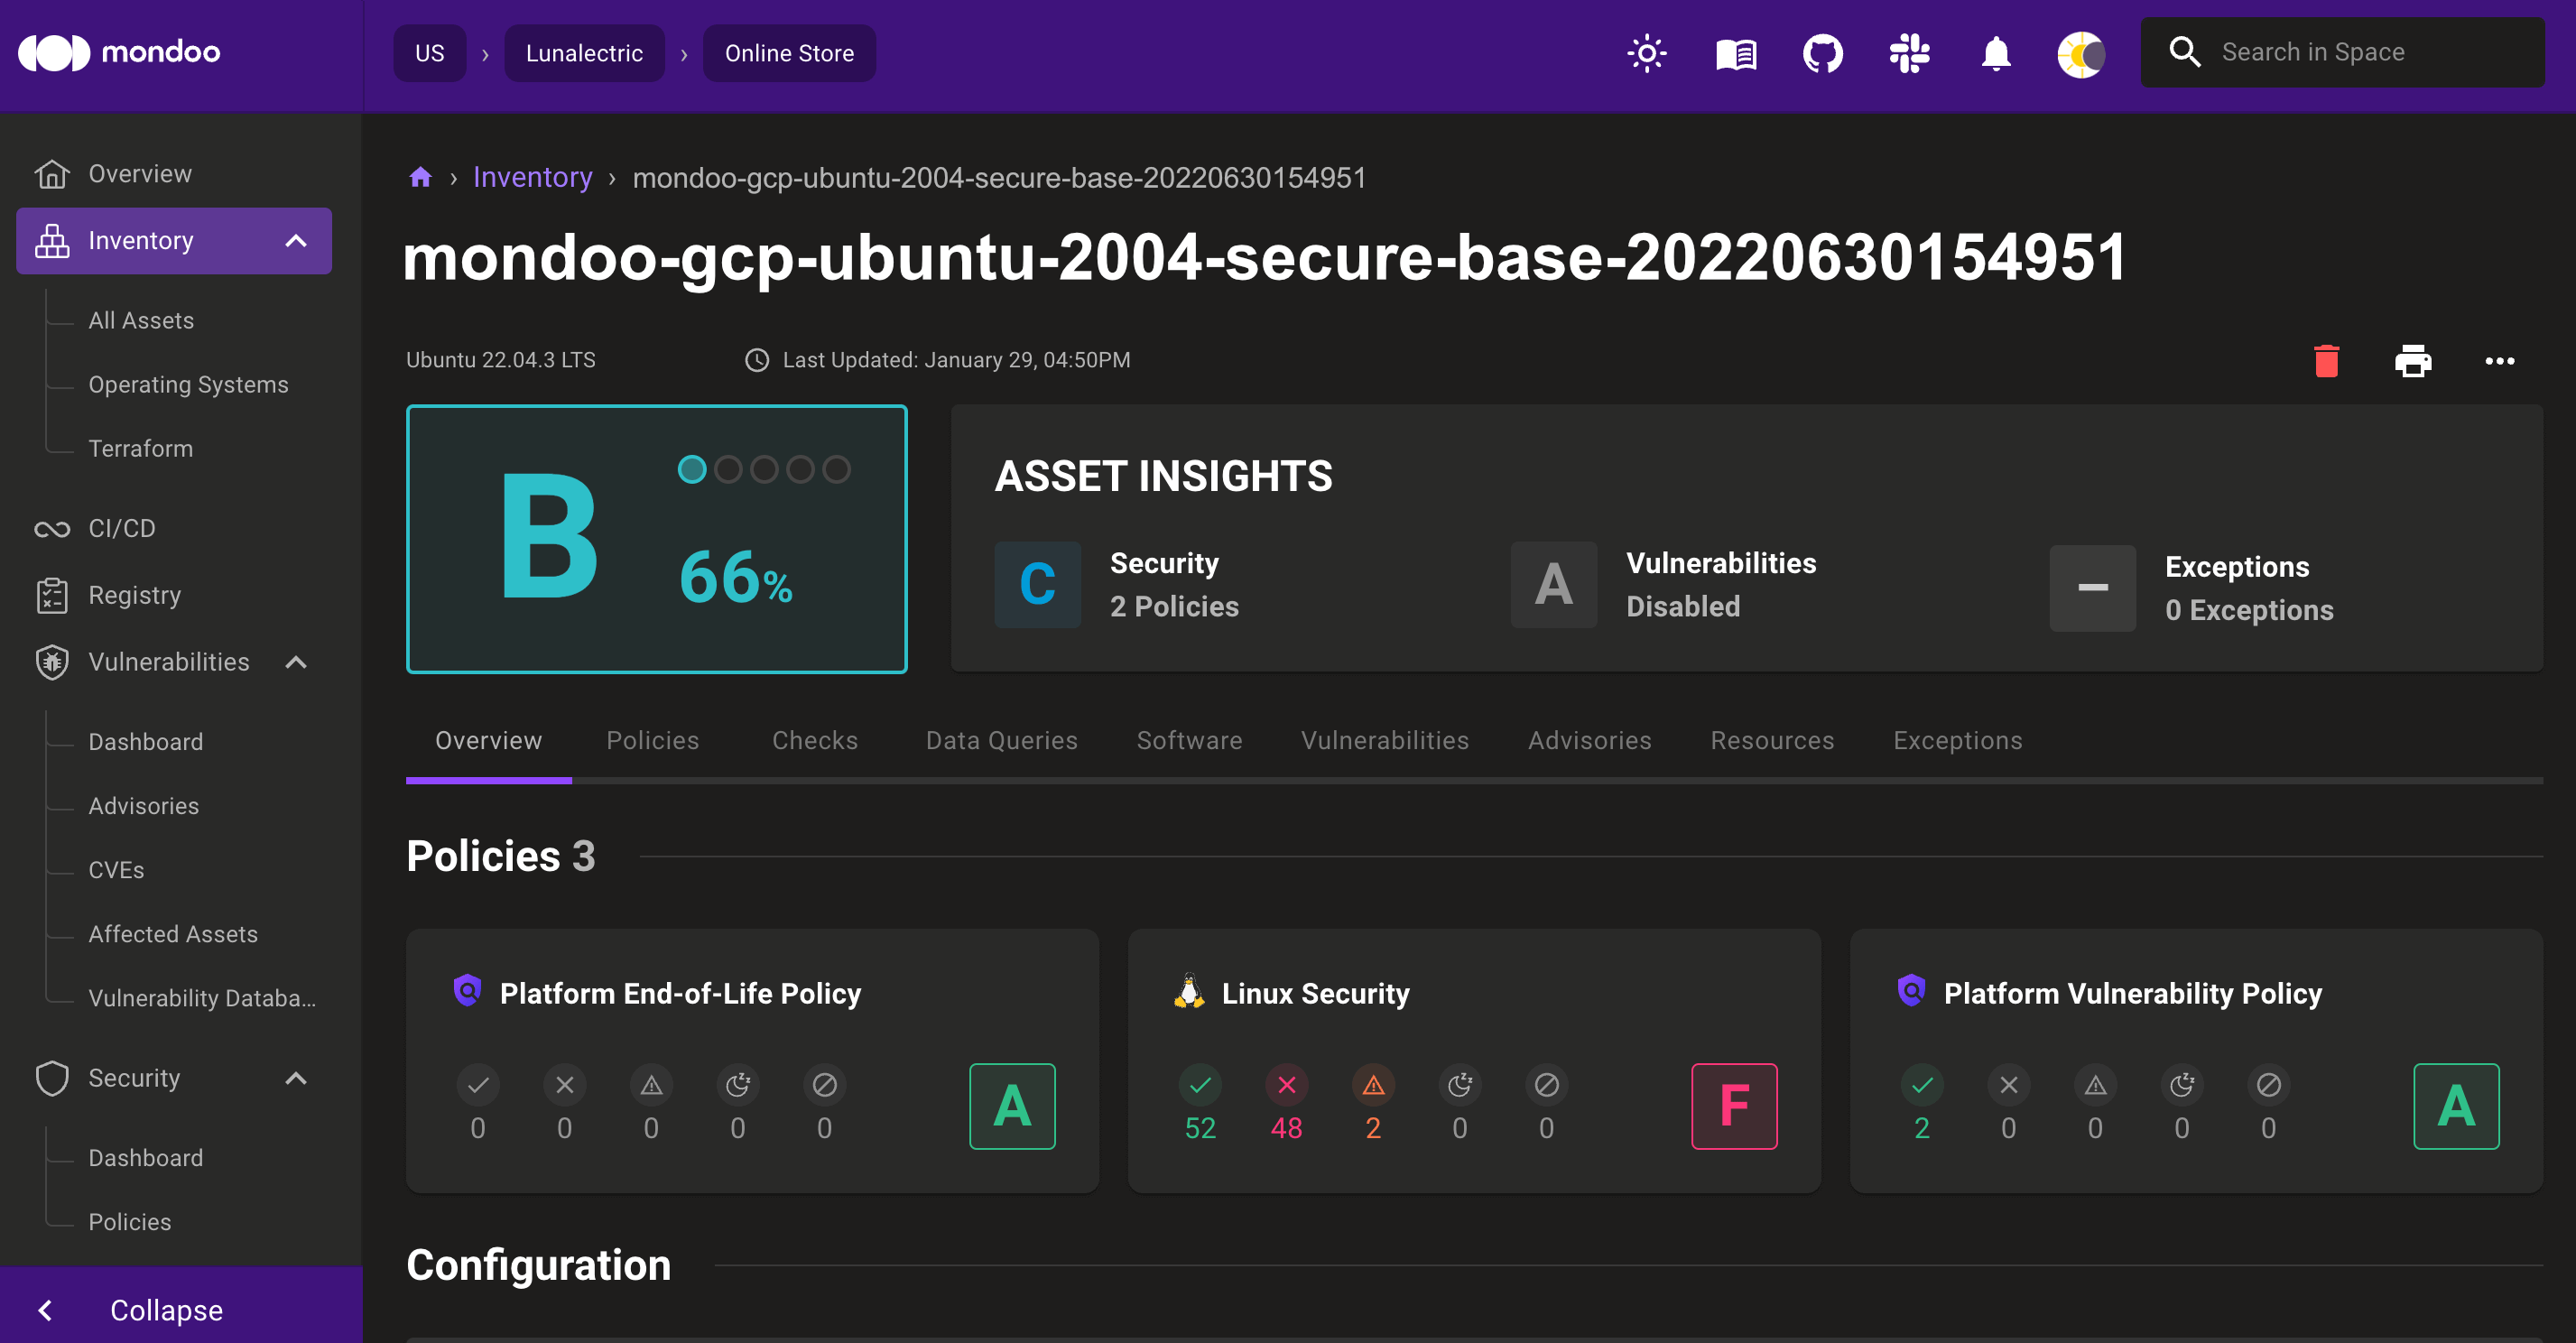 mondoo
US › Lunalectric › Online Store
Search in Space
Overview
Inventory
All Assets
Operating Systems
Terraform
CI/CD
Registry
Vulnerabilities
Dashboard
Advisories
CVEs
Affected Assets
Vulnerability Databa...
Security
Dashboard
Policies
Collapse
› Inventory › mondoo-gcp-ubuntu-2004-secure-base-20220630154951
mondoo-gcp-ubuntu-2004-secure-base-20220630154951
Ubuntu 22.04.3 LTS
Last Updated: January 29, 04:50PM
B
66%
ASSET INSIGHTS
C
Security
2 Policies
A
Vulnerabilities
Disabled
Exceptions
0 Exceptions
Overview Policies Checks Data Queries Software Vulnerabilities Advisories Resources Exceptions
Policies 3
Platform End-of-Life Policy
0 0 0 0 0
A
Linux Security
52 48 2 0 0
F
Platform Vulnerability Policy
2 0 0 0 0
A
Configuration